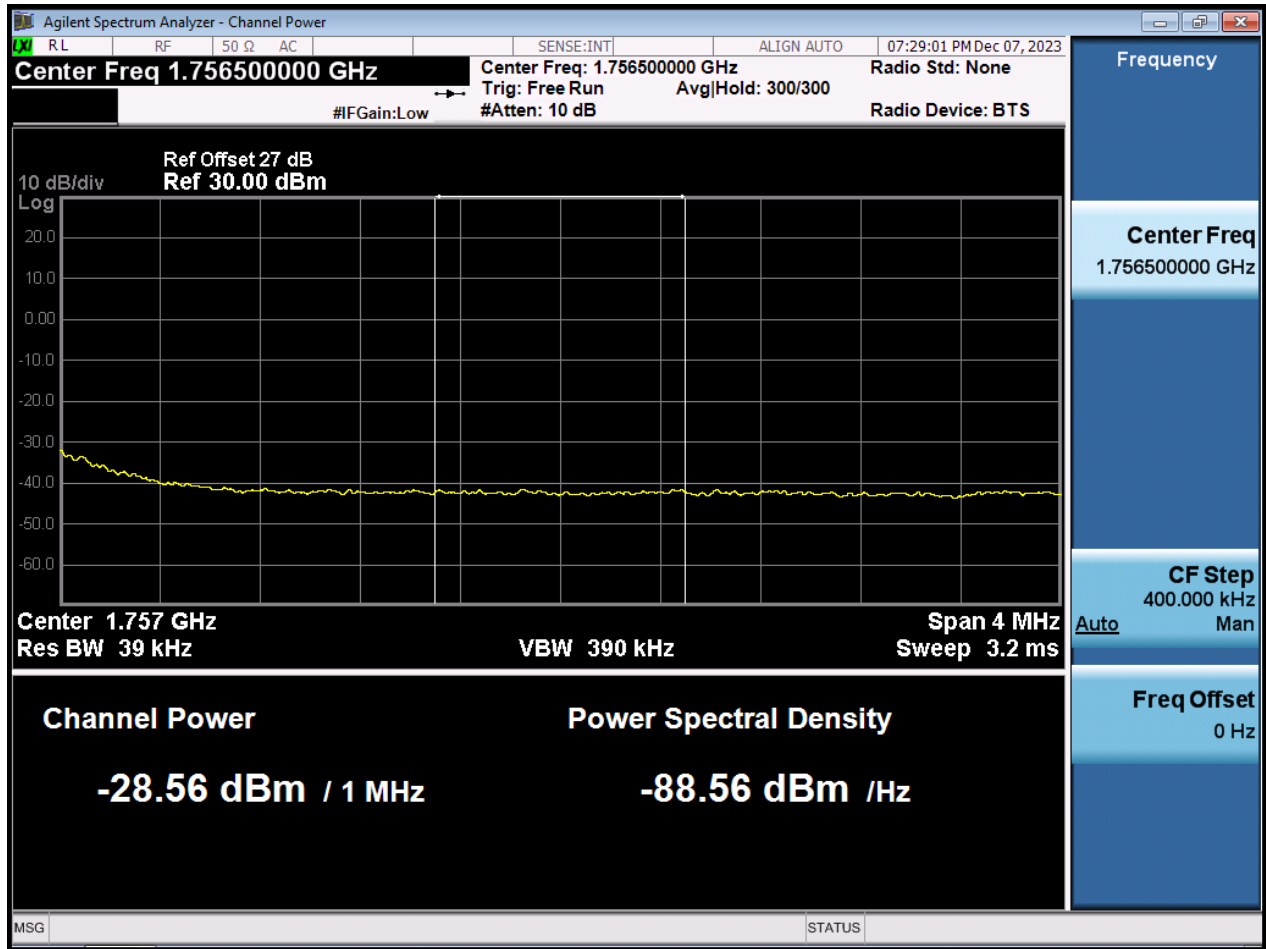 Agilent Spectrum Analyzer - Channel Power
LXI RL RF 50 Ω AC SENSE:INT ALIGN AUTO 07:29:01 PM Dec 07, 2023
Center Freq 1.756500000 GHz
#IFGain:Low
Center Freq: 1.756500000 GHz
Trig: Free Run Avg|Hold: 300/300
#Atten: 10 dB
Radio Std: None
Radio Device: BTS
Ref Offset 27 dB
10 dB/div Ref 30.00 dBm
Log
20.0
10.0
0.00
-10.0
-20.0
-30.0
-40.0
-50.0
-60.0
Center 1.757 GHz Span 4 MHz
Res BW 39 kHz VBW 390 kHz Sweep 3.2 ms
Channel Power Power Spectral Density
-28.56 dBm / 1 MHz -88.56 dBm /Hz
Frequency
Center Freq
1.756500000 GHz
CF Step
400.000 kHz
Auto Man
Freq Offset
0 Hz
MSG STATUS